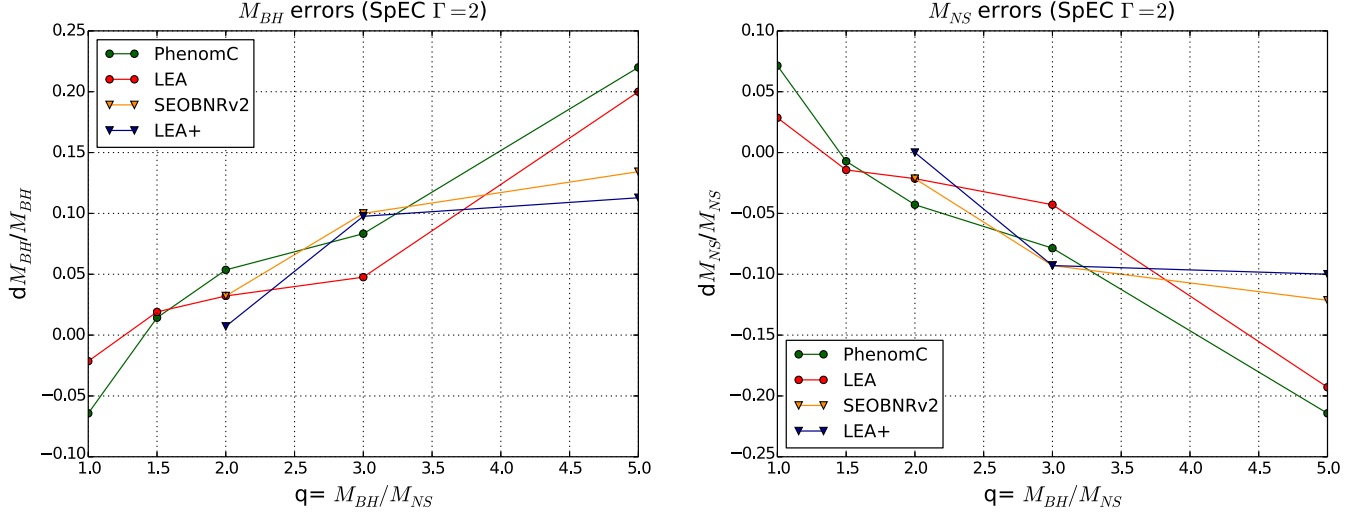 M_BH errors (SpEC Γ=2)
0.25
0.20
0.15
0.10
0.05
0.00
−0.05
−0.10
dM_BH/M_BH
PhenomC
LEA
SEOBNRv2
LEA+
1.0 1.5 2.0 2.5 3.0 3.5 4.0 4.5 5.0
q= M_BH/M_NS
M_NS errors (SpEC Γ=2)
0.10
0.05
0.00
−0.05
−0.10
−0.15
−0.20
−0.25
dM_NS/M_NS
PhenomC
LEA
SEOBNRv2
LEA+
1.0 1.5 2.0 2.5 3.0 3.5 4.0 4.5 5.0
q= M_BH/M_NS